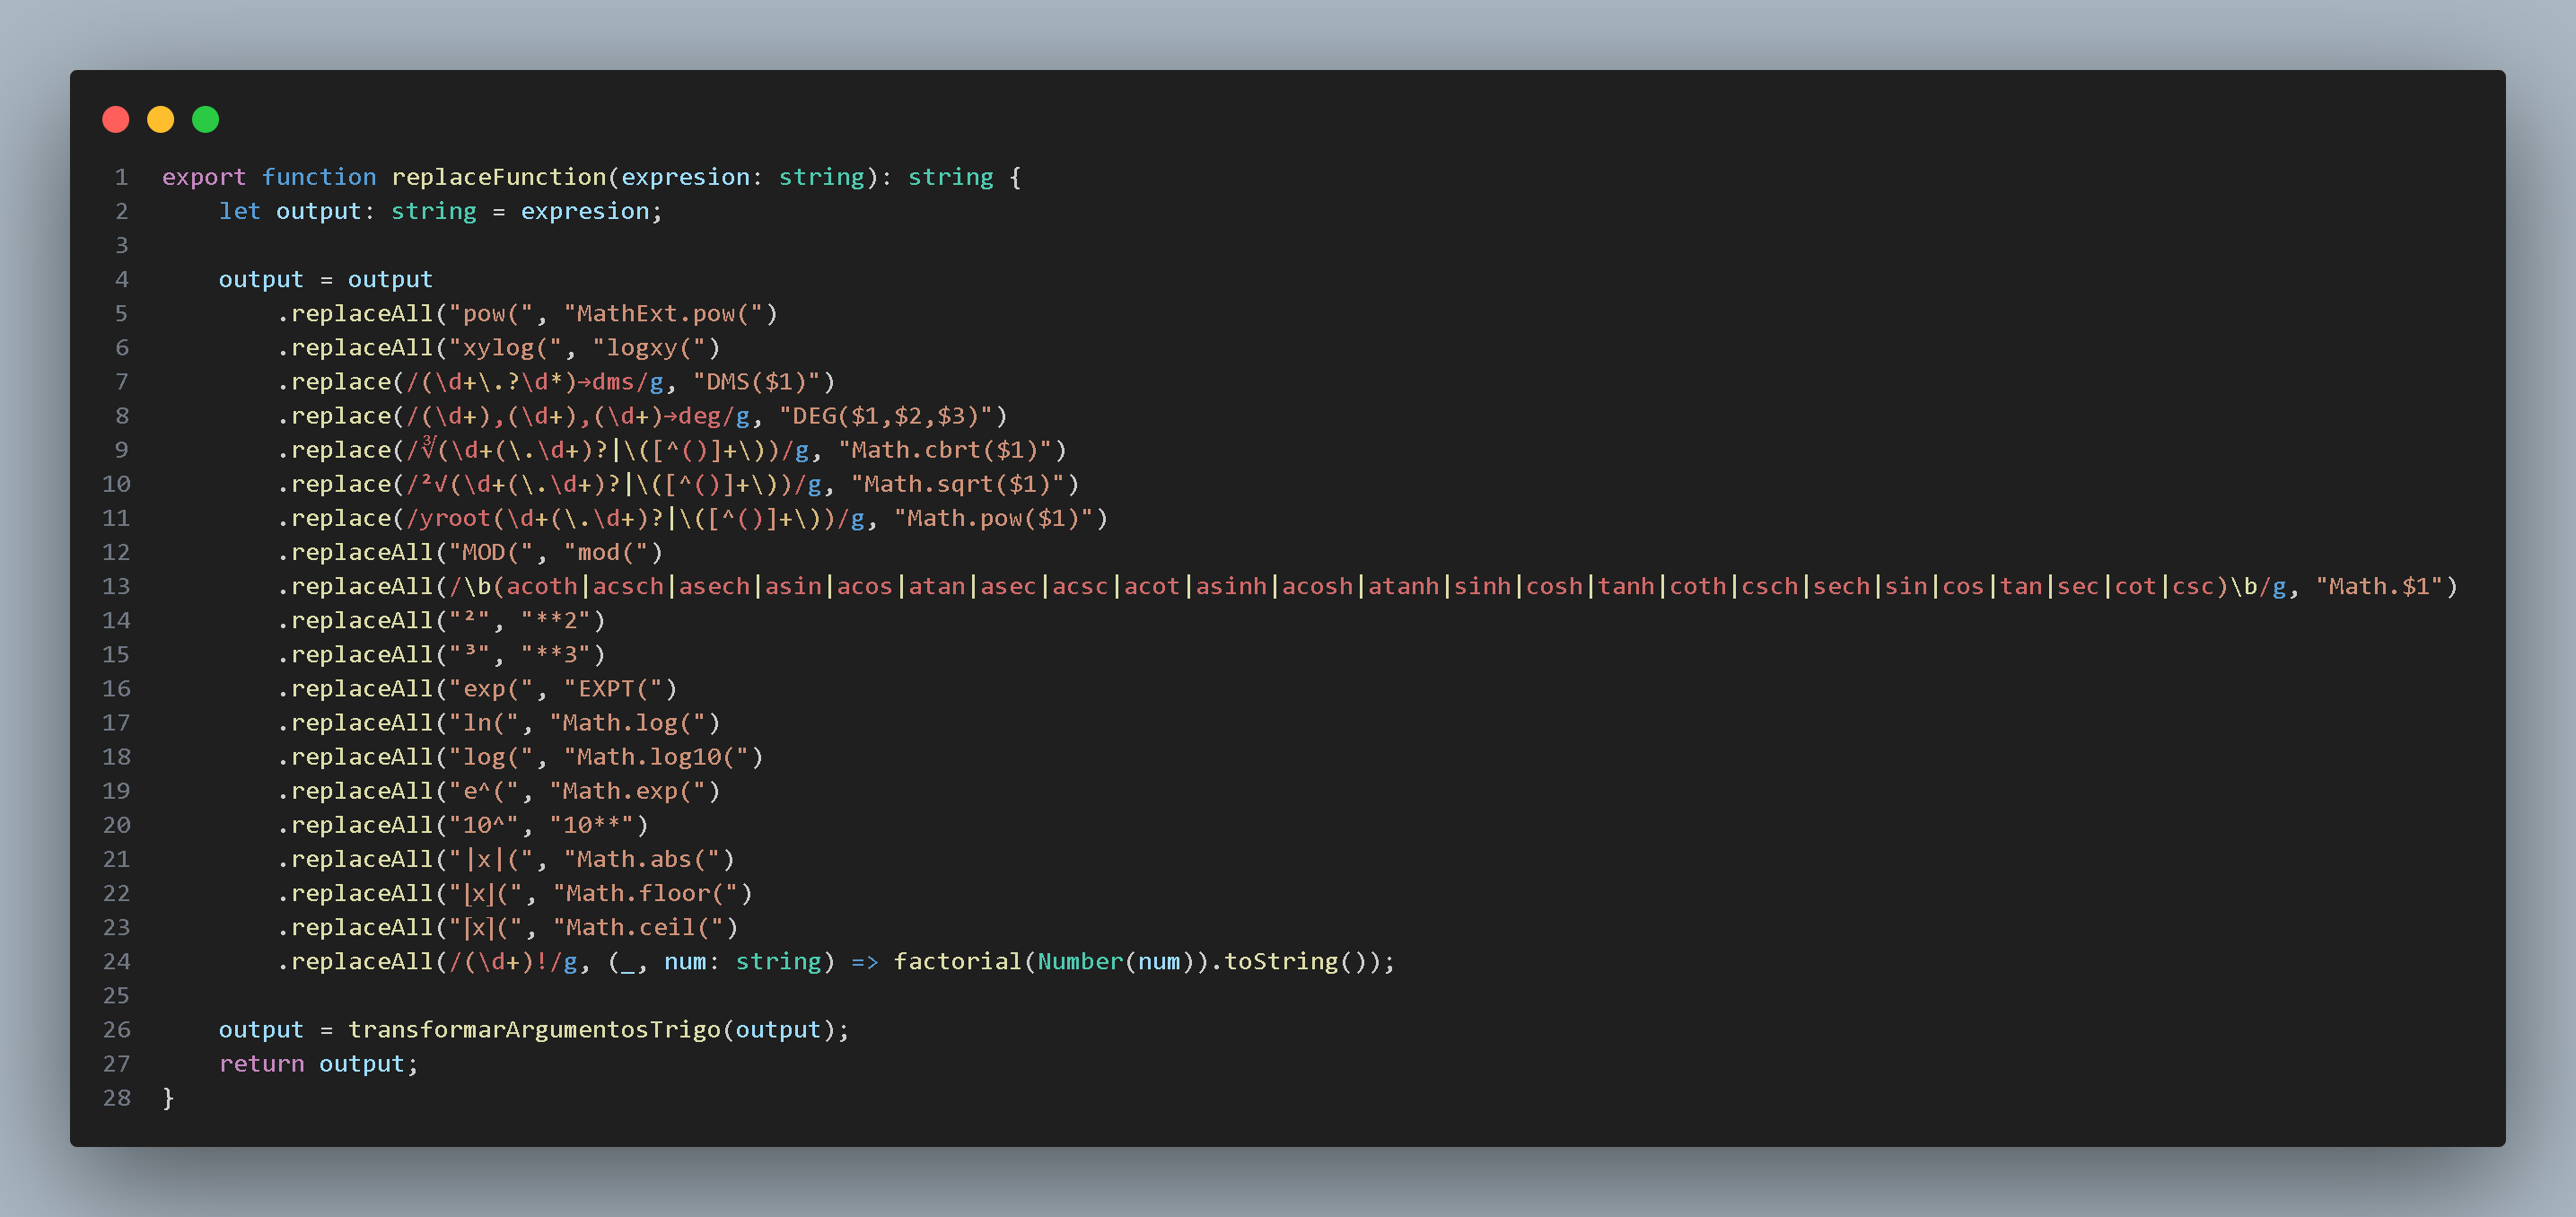 1 export function replaceFunction(expresion: string): string {
2     let output: string = expresion;
3
4     output = output
5         .replaceAll("pow(", "MathExt.pow(")
6         .replaceAll("xylog(", "logxy(")
7         .replace(/(\d+\.?\d*)→dms/g, "DMS($1)")
8         .replace(/(\d+),(\d+),(\d+)→deg/g, "DEG($1,$2,$3)")
9         .replace(/∛(\d+(\.\d+)?|\([^()]+\))/g, "Math.cbrt($1)")
10         .replace(/²√(\d+(\.\d+)?|\([^()]+\))/g, "Math.sqrt($1)")
11         .replace(/yroot(\d+(\.\d+)?|\([^()]+\))/g, "Math.pow($1)")
12         .replaceAll("MOD(", "mod(")
13         .replaceAll(/\b(acoth|acsch|asech|asin|acos|atan|asec|acsc|acot|asinh|acosh|atanh|sinh|cosh|tanh|coth|csch|sech|sin|cos|tan|sec|cot|csc)\b/g, "Math.$1")
14         .replaceAll("²", "**2")
15         .replaceAll("³", "**3")
16         .replaceAll("exp(", "EXPT(")
17         .replaceAll("ln(", "Math.log(")
18         .replaceAll("log(", "Math.log10(")
19         .replaceAll("e^(", "Math.exp(")
20         .replaceAll("10^", "10**")
21         .replaceAll("|x|(", "Math.abs(")
22         .replaceAll("⌊x⌋(", "Math.floor(")
23         .replaceAll("⌈x⌉(", "Math.ceil(")
24         .replaceAll(/(\d+)!/g, (_, num: string) => factorial(Number(num)).toString());
25
26     output = transformarArgumentosTrigo(output);
27     return output;
28 }